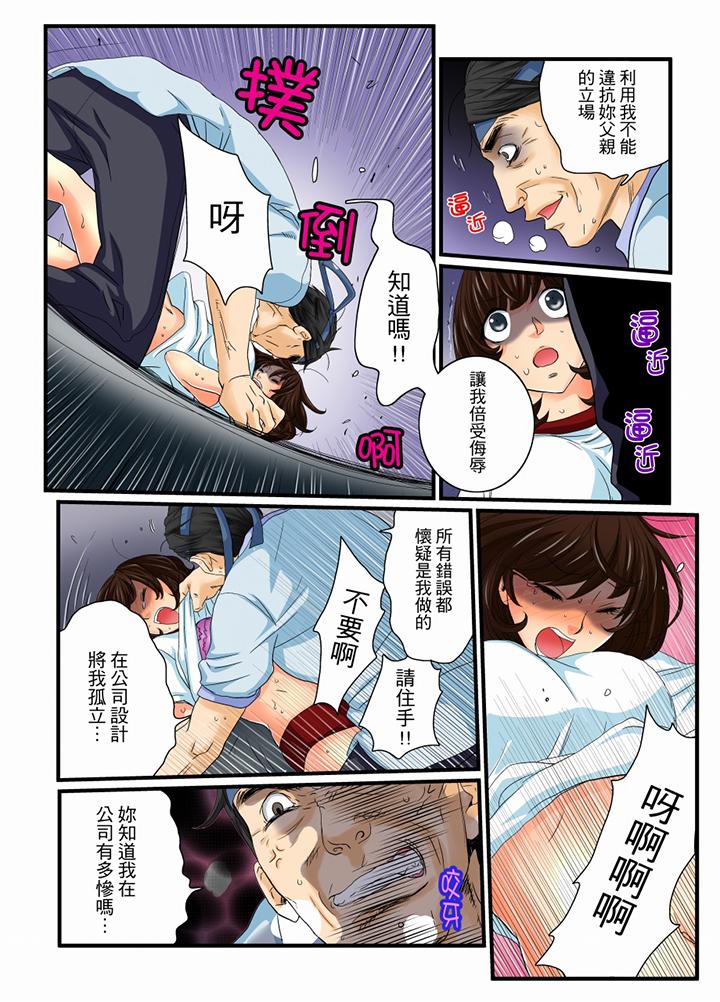 利用我不能
違抗妳父親
的立場
逼近
逼近
逼近
讓我倍受侮辱
知道嗎!!
撲
倒
呀
啊
呀啊啊啊
所有錯誤都
懷疑是我做的
請住手!!
不要啊
在公司設計
將我孤立…
妳知道我在
公司有多慘嗎…
咬牙